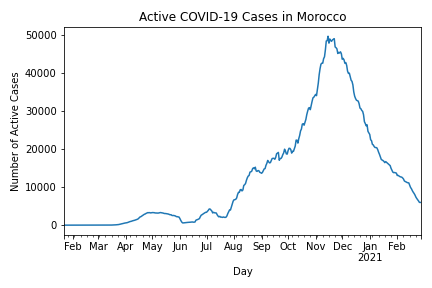 Active COVID-19 Cases in Morocco
Number of Active Cases
50000
40000
30000
20000
10000
0
Feb Mar Apr May Jun Jul Aug Sep Oct Nov Dec Jan Feb
2021
Day